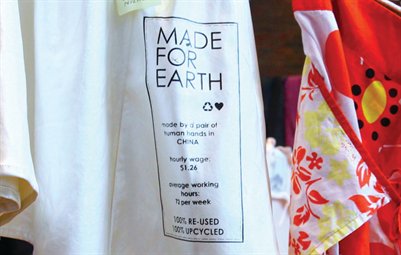 MADE
FOR
EARTH
made by a pair of
human hands in
CHINA
hourly wage:
$1.26
average working
hours:
72 per week
100% RE-USED
100% UPCYCLED